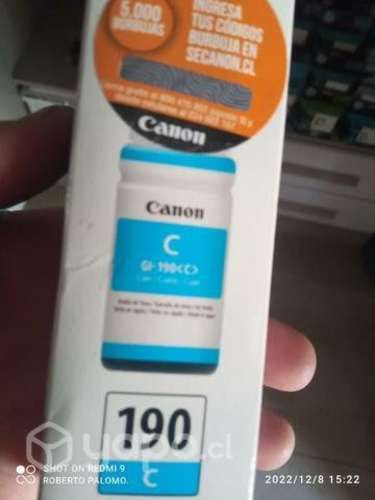 5.000
BURBUJAS
INGRESA
TUS CÓDIGOS
BURBUJA EN
SECANON.CL
Canon
Canon
C
GI-190<C>
190
C
yapo.cl
SHOT ON REDMI 9
ROBERTO PALOMO.
2022/12/8 15:22